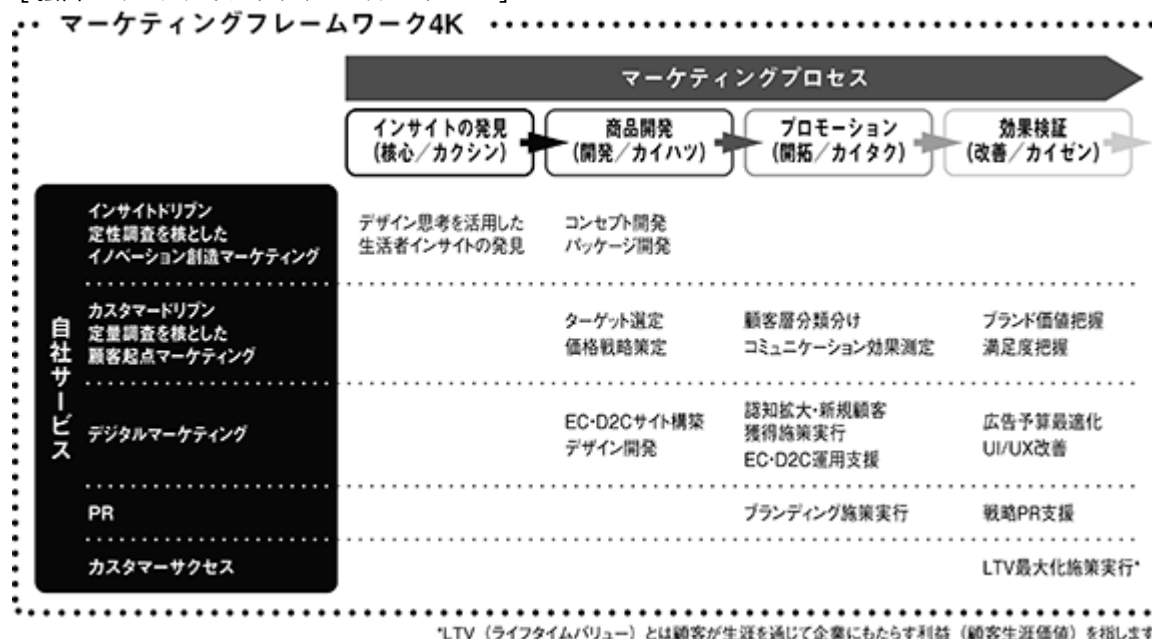 マーケティングフレームワーク4K
マーケティングプロセス
インサイトの発見
(核心/カクシン)
商品開発
(開発/カイハツ)
プロモーション
(開拓/カイタク)
効果検証
(改善/カイゼン)
自社サービス
インサイトドリブン
定性調査を核とした
イノベーション創造マーケティング
デザイン思考を活用した
生活者インサイトの発見
コンセプト開発
パッケージ開発
カスタマードリブン
定量調査を核とした
顧客起点マーケティング
ターゲット選定
価格戦略策定
顧客層分類分け
コミュニケーション効果測定
ブランド価値把握
満足度把握
デジタルマーケティング
EC・D2Cサイト構築
デザイン開発
認知拡大・新規顧客
獲得施策実行
EC・D2C運用支援
広告予算最適化
UI/UX改善
PR
ブランディング施策実行
戦略PR支援
カスタマーサクセス
LTV最大化施策実行*
*LTV（ライフタイムバリュー）とは顧客が生涯を通じて企業にもたらす利益（顧客生涯価値）を指します